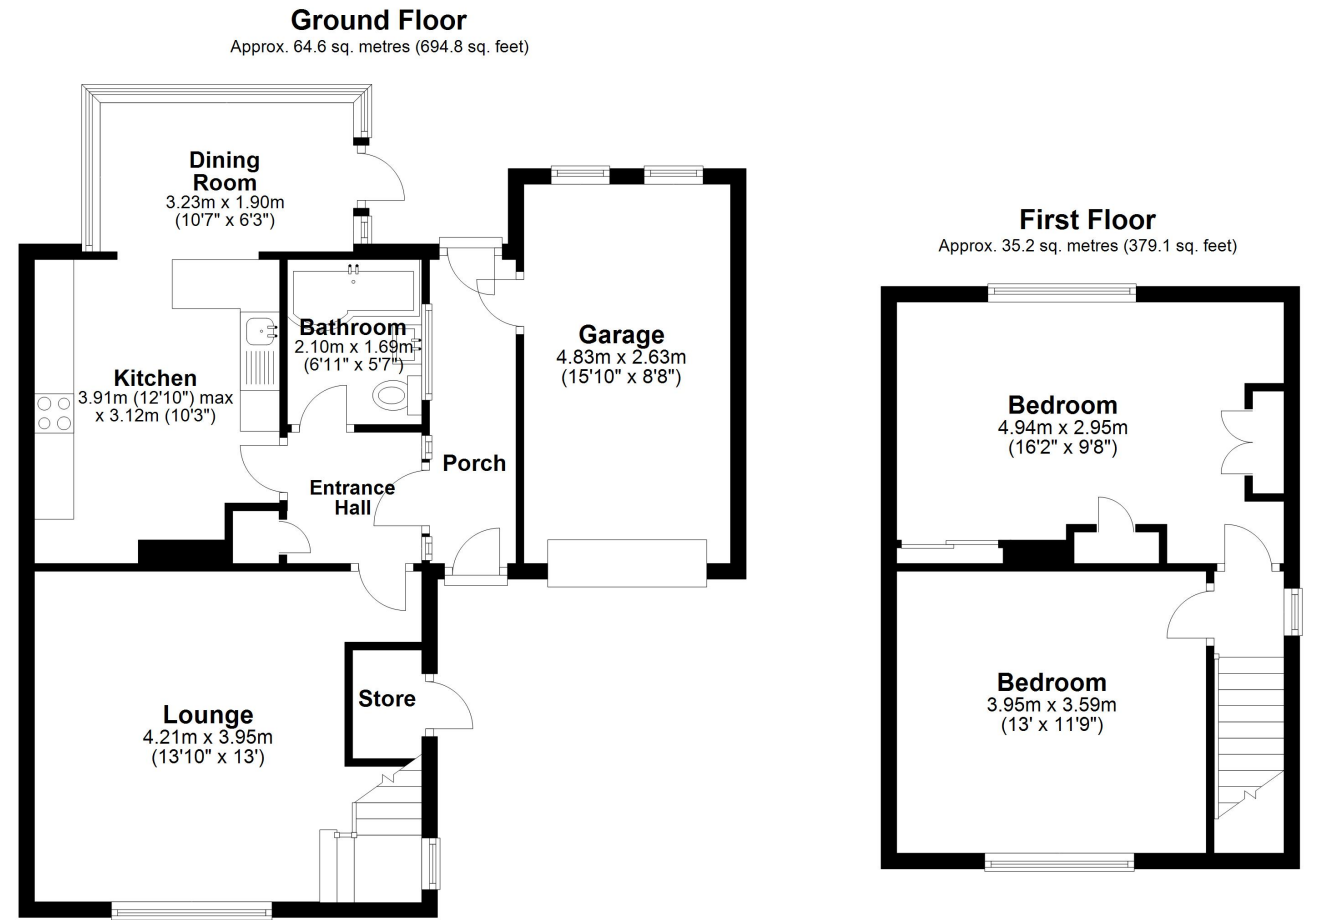 Ground Floor
Approx. 64.6 sq. metres (694.8 sq. feet)
Dining
Room
3.23m x 1.90m
(10'7" x 6'3")
Kitchen
3.91m (12'10") max
x 3.12m (10'3")
Bathroom
2.10m x 1.69m
(6'11" x 5'7")
Garage
4.83m x 2.63m
(15'10" x 8'8")
Porch
Entrance
Hall
Lounge
4.21m x 3.95m
(13'10" x 13')
Store
First Floor
Approx. 35.2 sq. metres (379.1 sq. feet)
Bedroom
4.94m x 2.95m
(16'2" x 9'8")
Bedroom
3.95m x 3.59m
(13' x 11'9")